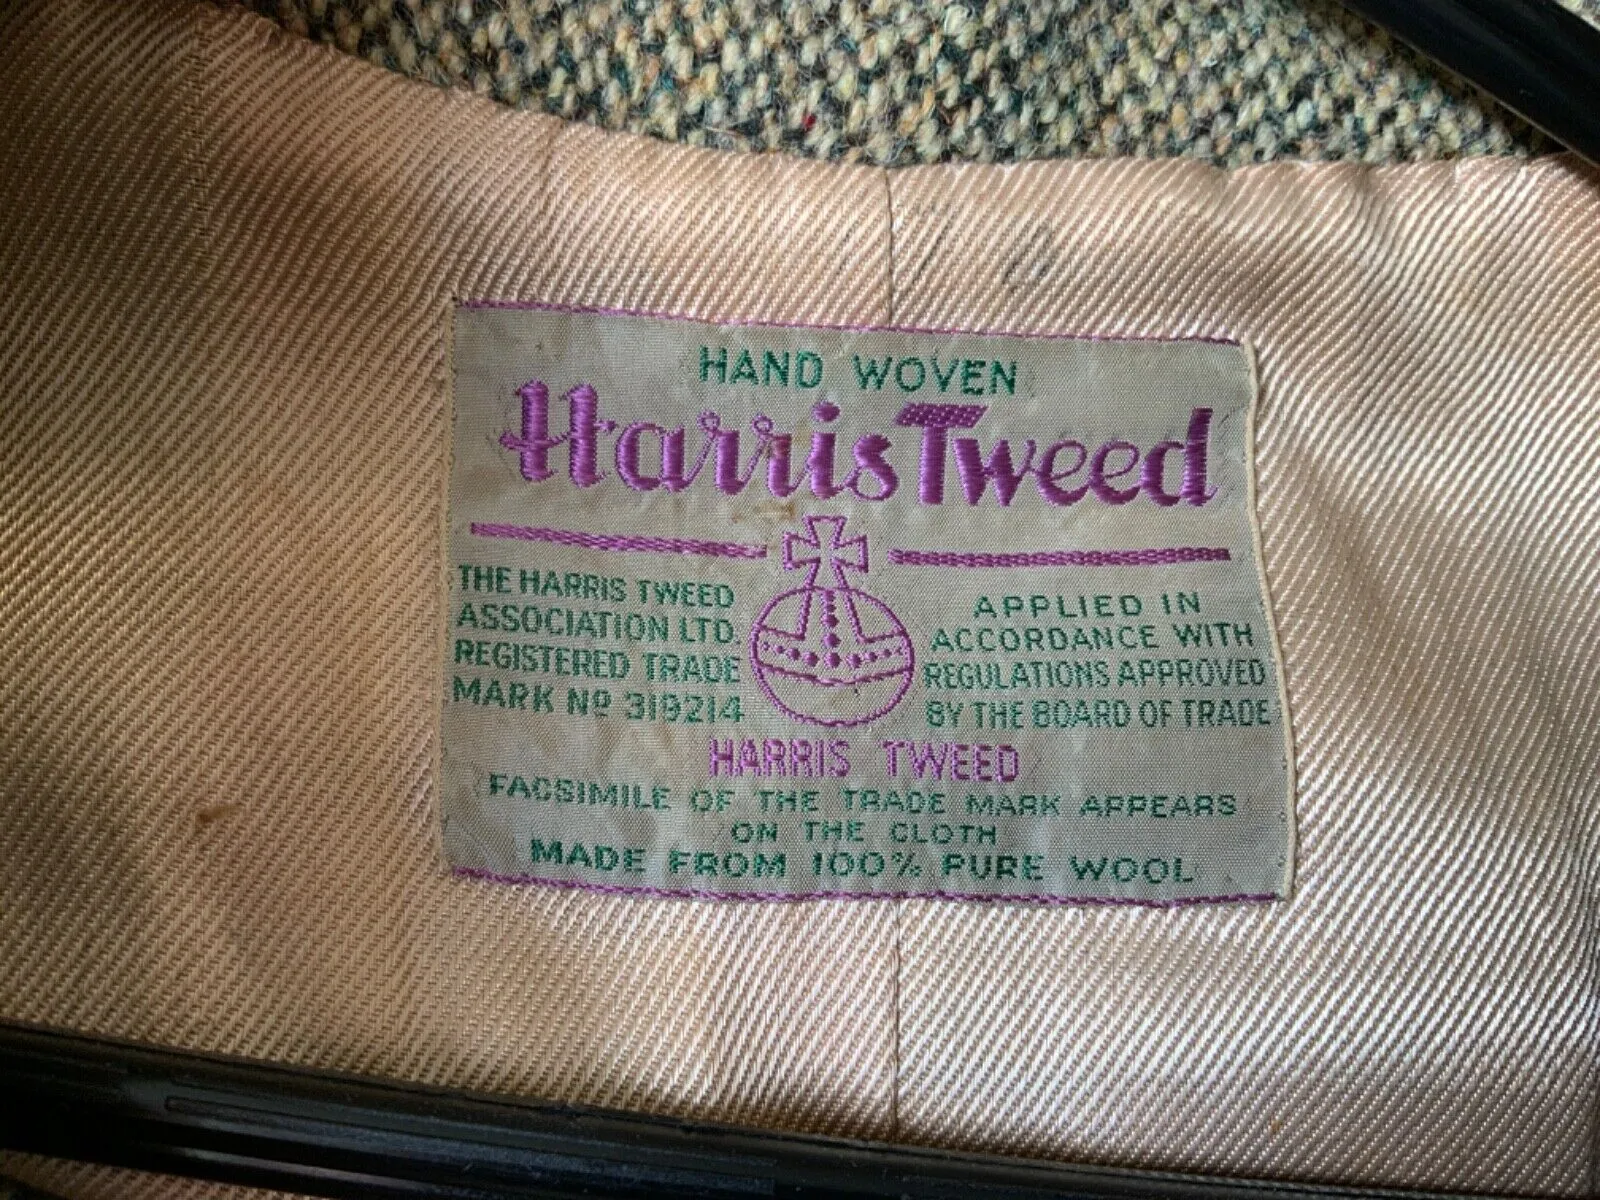 HAND WOVEN
Harris Tweed
THE HARRIS TWEED
ASSOCIATION LTD.
REGISTERED TRADE
MARK Nº 319214
APPLIED IN
ACCORDANCE WITH
REGULATIONS APPROVED
BY THE BOARD OF TRADE
HARRIS TWEED
FACSIMILE OF THE TRADE MARK APPEARS
ON THE CLOTH
MADE FROM 100% PURE WOOL